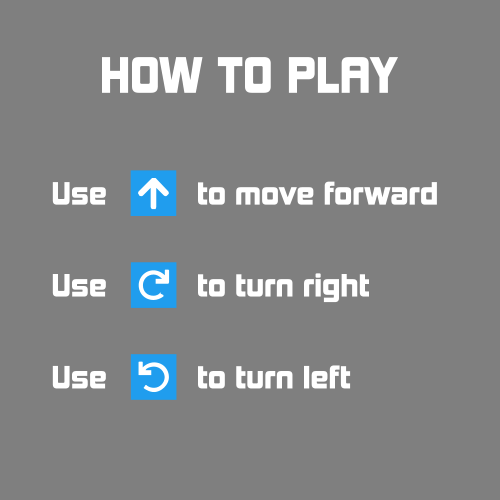 HOW TO PLAY
Use to move forward
Use to turn right
Use to turn left